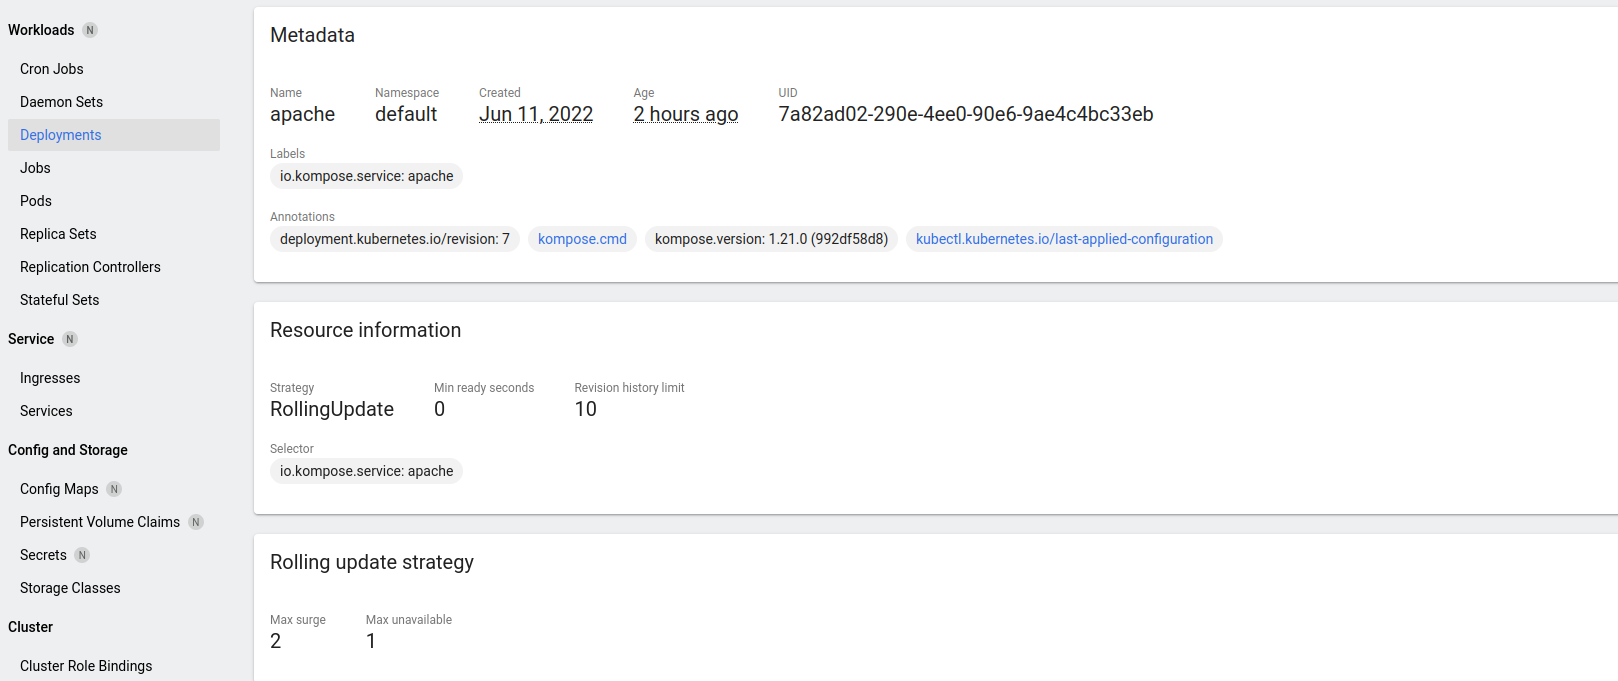 Workloads N
Cron Jobs
Daemon Sets
Deployments
Jobs
Pods
Replica Sets
Replication Controllers
Stateful Sets
Service N
Ingresses
Services
Config and Storage
Config Maps N
Persistent Volume Claims N
Secrets N
Storage Classes
Cluster
Cluster Role Bindings
Metadata
Name Namespace Created Age UID
apache default Jun 11, 2022 2 hours ago 7a82ad02-290e-4ee0-90e6-9ae4c4bc33eb
Labels
io.kompose.service: apache
Annotations
deployment.kubernetes.io/revision: 7 kompose.cmd kompose.version: 1.21.0 (992df58d8) kubectl.kubernetes.io/last-applied-configuration
Resource information
Strategy Min ready seconds Revision history limit
RollingUpdate 0 10
Selector
io.kompose.service: apache
Rolling update strategy
Max surge Max unavailable
2 1